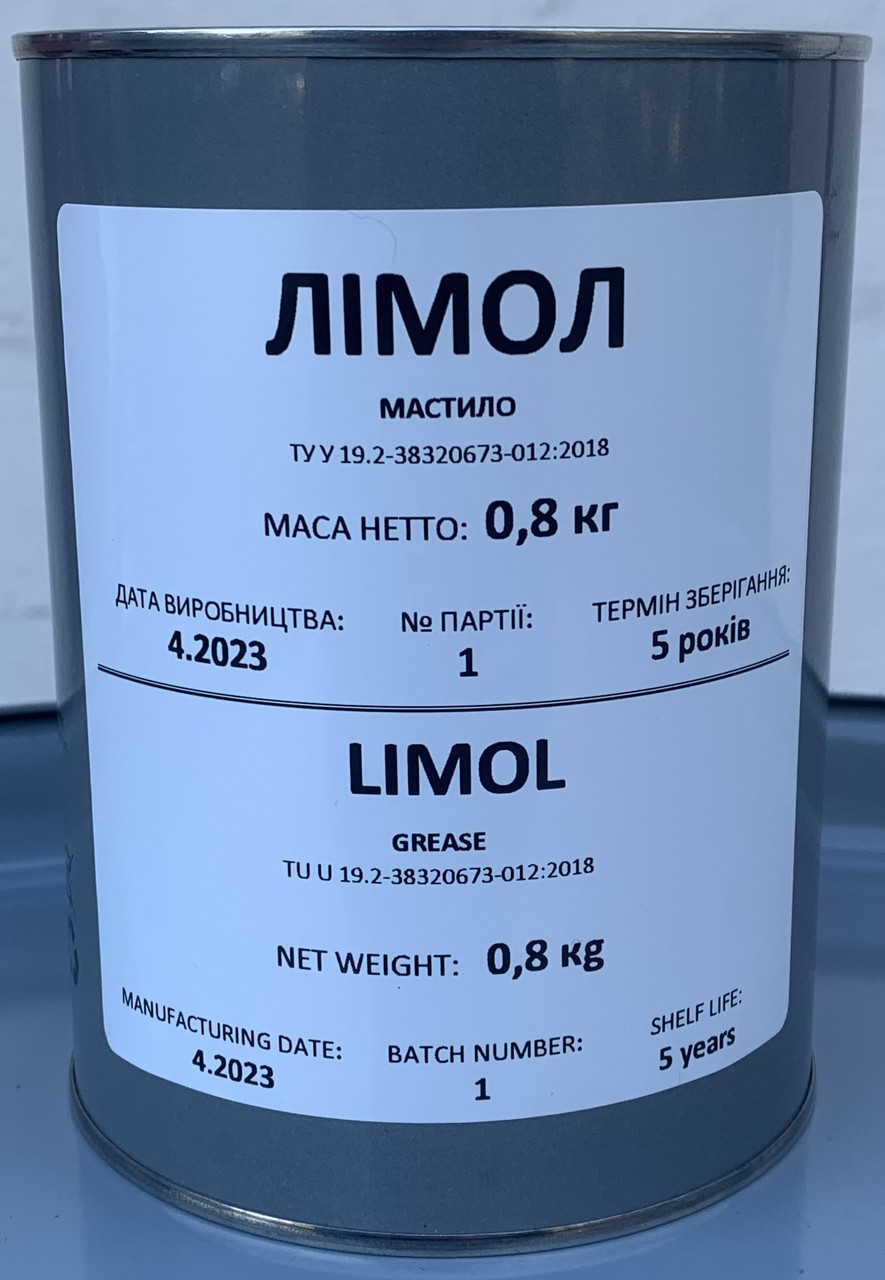 ЛІМОЛ
МАСТИЛО
ТУ У 19.2-38320673-012:2018
МАСА НЕТТО: 0,8 кг
ДАТА ВИРОБНИЦТВА: № ПАРТІЇ: ТЕРМІН ЗБЕРІГАННЯ:
4.2023 1 5 років
LIMOL
GREASE
TU U 19.2-38320673-012:2018
NET WEIGHT: 0,8 кg
MANUFACTURING DATE: BATCH NUMBER: SHELF LIFE:
4.2023 1 5 years